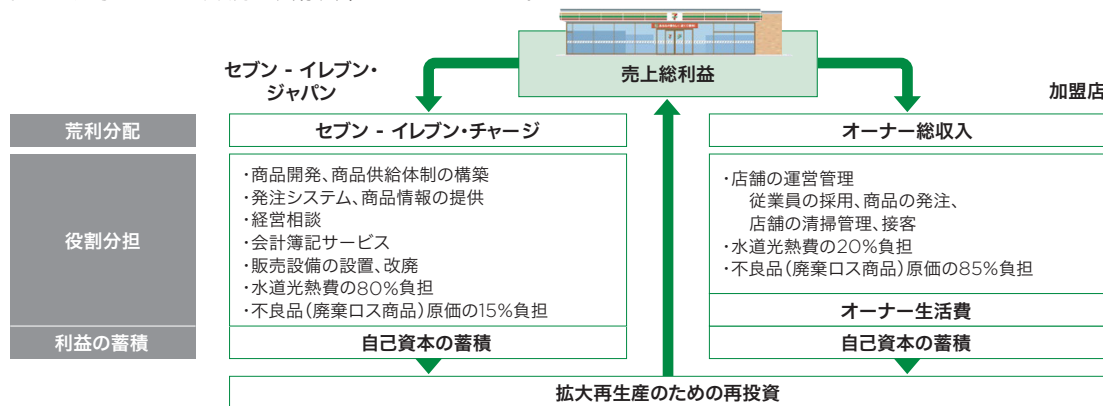 セブン - イレブン・
ジャパン
売上総利益
加盟店
荒利分配
セブン - イレブン・チャージ
オーナー総収入
役割分担
・商品開発、商品供給体制の構築
・発注システム、商品情報の提供
・経営相談
・会計簿記サービス
・販売設備の設置、改廃
・水道光熱費の80%負担
・不良品（廃棄ロス商品）原価の15%負担
・店舗の運営管理
従業員の採用、商品の発注、
店舗の清掃管理、接客
・水道光熱費の20%負担
・不良品（廃棄ロス商品）原価の85%負担
オーナー生活費
利益の蓄積
自己資本の蓄積
自己資本の蓄積
拡大再生産のための再投資